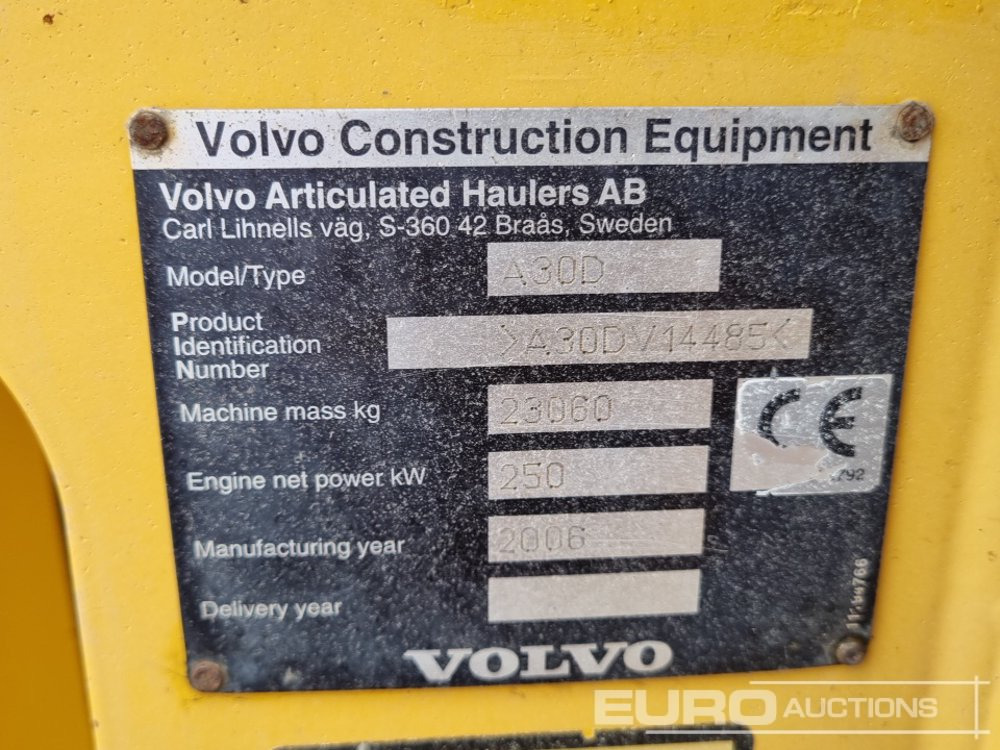 Volvo Construction Equipment
Volvo Articulated Haulers AB
Carl Lihnells väg, S-360 42 Braås, Sweden
Model/Type A30D
Product
Identification >A30DV14485<
Number
Machine mass kg 23060
CE
Engine net power kW 250
Manufacturing year 2006
Delivery year
VOLVO
EURO AUCTIONS